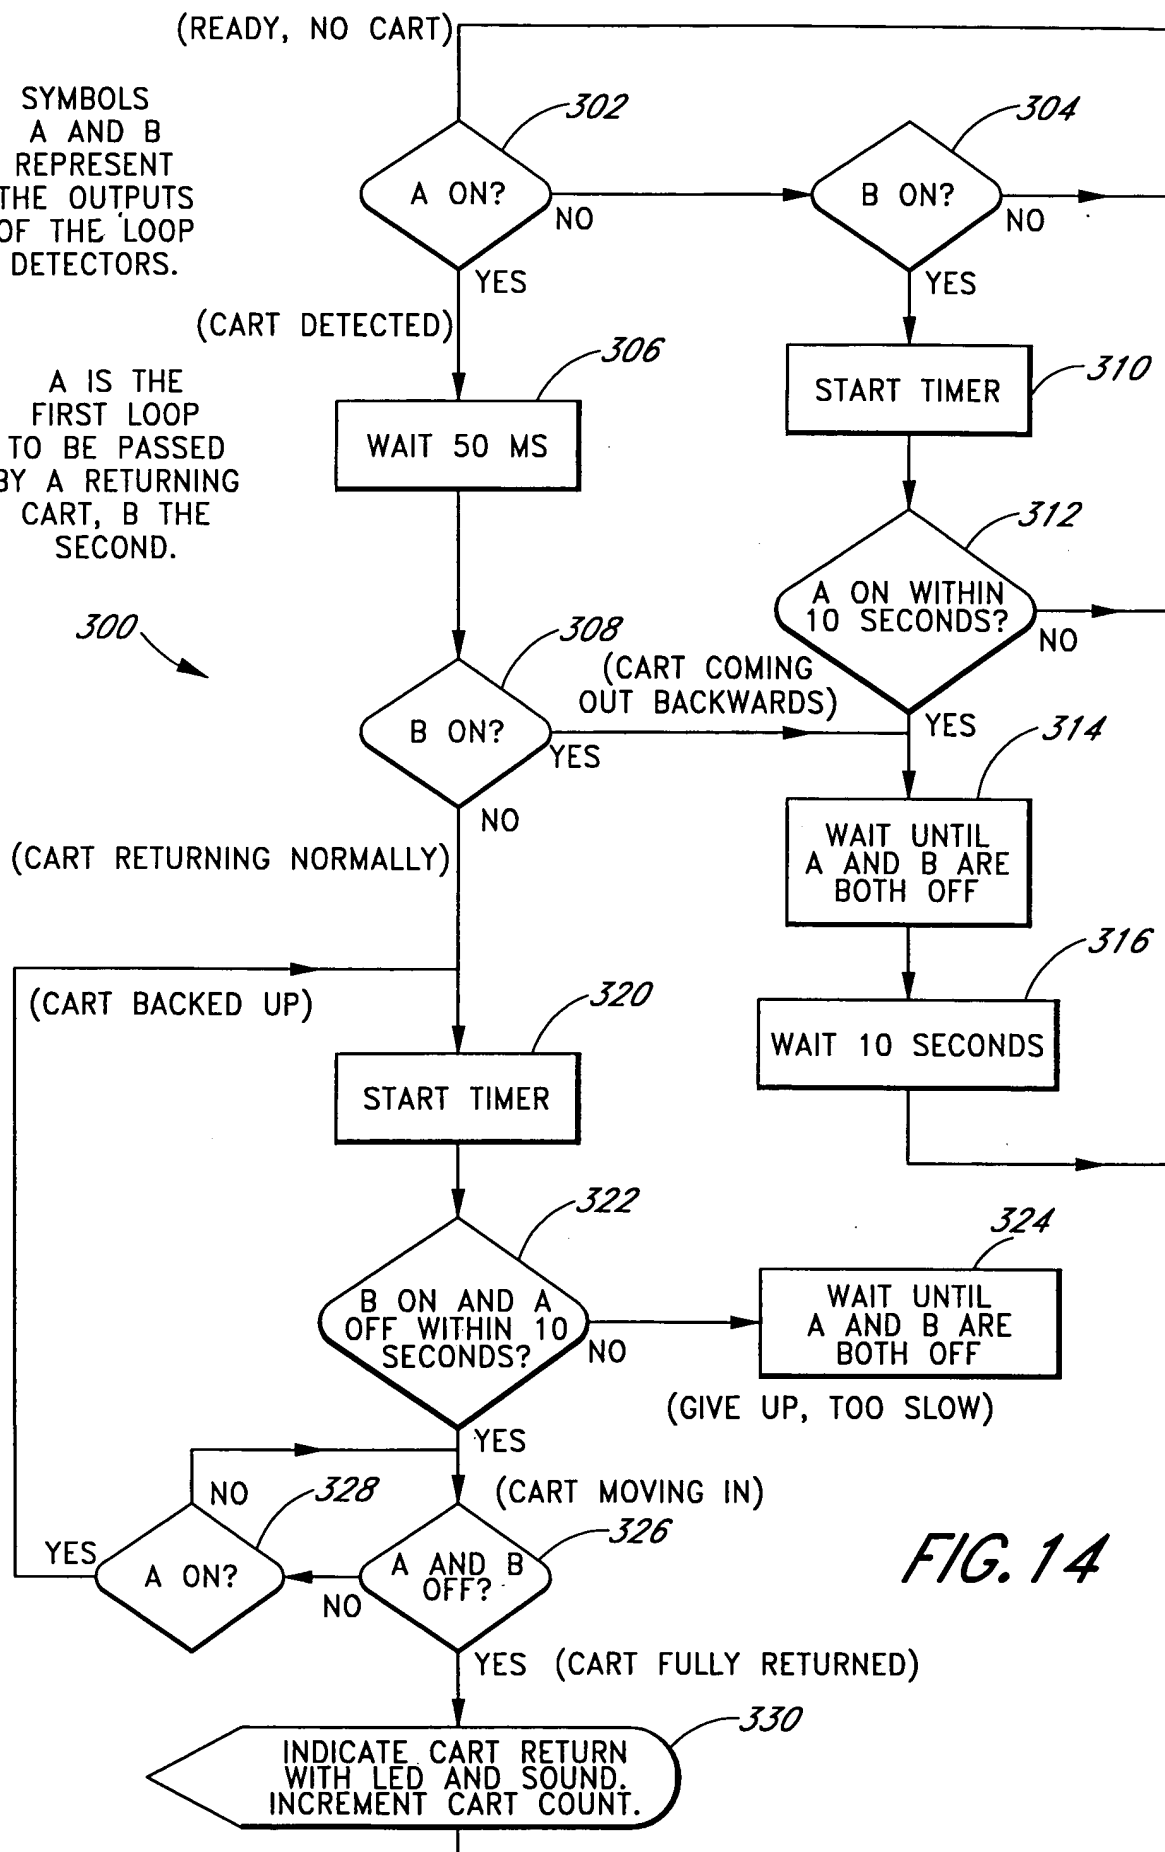 (READY, NO CART)
SYMBOLS
A AND B
REPRESENT
THE OUTPUTS
OF THE LOOP
DETECTORS.
302
A ON?
NO
YES
304
B ON?
NO
YES
(CART DETECTED)
306
WAIT 50 MS
310
START TIMER
A IS THE
FIRST LOOP
TO BE PASSED
BY A RETURNING
CART, B THE
SECOND.
312
A ON WITHIN
10 SECONDS?
NO
YES
300
308
B ON?
YES
NO
(CART COMING
OUT BACKWARDS)
314
WAIT UNTIL
A AND B ARE
BOTH OFF
(CART RETURNING NORMALLY)
316
WAIT 10 SECONDS
(CART BACKED UP)
320
START TIMER
322
B ON AND A
OFF WITHIN 10
SECONDS?
NO
YES
324
WAIT UNTIL
A AND B ARE
BOTH OFF
(GIVE UP, TOO SLOW)
(CART MOVING IN)
NO
328
A ON?
YES
326
A AND B
OFF?
NO
YES (CART FULLY RETURNED)
FIG. 14
330
INDICATE CART RETURN
WITH LED AND SOUND.
INCREMENT CART COUNT.